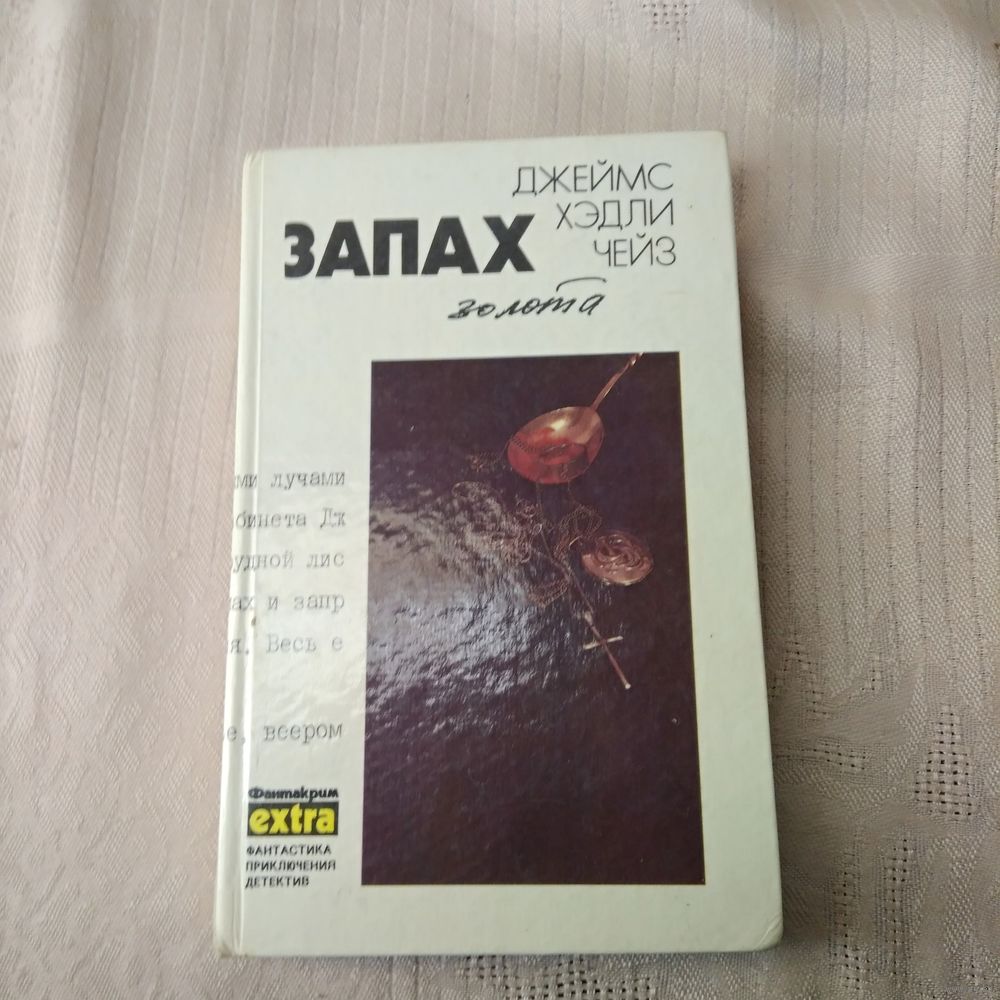 ДЖЕЙМС
ХЭДЛИ
ЧЕЙЗ
ЗАПАХ
золота
ми лучами
бинета Дж
удной лис
ах и запр
я. Весь е
е, веером
Фантакрим
extra
ФАНТАСТИКА
ПРИКЛЮЧЕНИЯ
ДЕТЕКТИВ